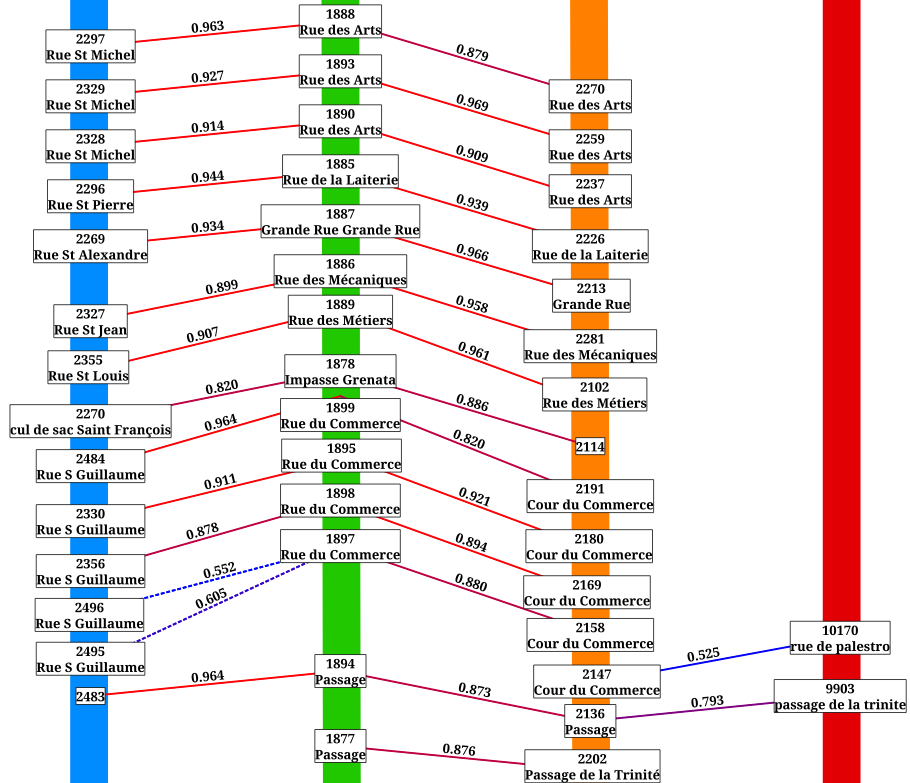 1888
Rue des Arts
0.963
2297
Rue St Michel
0.879
1893
Rue des Arts
0.927
2329
Rue St Michel
2270
Rue des Arts
0.969
1890
Rue des Arts
0.914
2328
Rue St Michel
2259
Rue des Arts
0.909
1885
Rue de la Laiterie
0.944
2296
Rue St Pierre
2237
Rue des Arts
0.939
1887
Grande Rue Grande Rue
0.934
2269
Rue St Alexandre
2226
Rue de la Laiterie
0.966
1886
Rue des Mécaniques
0.899
2213
Grande Rue
0.958
1889
Rue des Métiers
2327
Rue St Jean
0.907
2281
Rue des Mécaniques
0.961
2355
Rue St Louis
1878
Impasse Grenata
0.820
2102
Rue des Métiers
0.886
2270
cul de sac Saint François
1899
Rue du Commerce
0.964
0.820
2114
2484
Rue S Guillaume
1895
Rue du Commerce
0.911
2191
Cour du Commerce
0.921
1898
Rue du Commerce
2330
Rue S Guillaume
0.878
2180
Cour du Commerce
0.894
1897
Rue du Commerce
2356
Rue S Guillaume
0.552
2169
Cour du Commerce
0.880
0.605
2496
Rue S Guillaume
2158
Cour du Commerce
10170
rue de palestro
0.525
2495
Rue S Guillaume
1894
Passage
0.964
2147
Cour du Commerce
2483
0.873
9903
passage de la trinite
0.793
2136
Passage
1877
Passage
0.876
2202
Passage de la Trinité